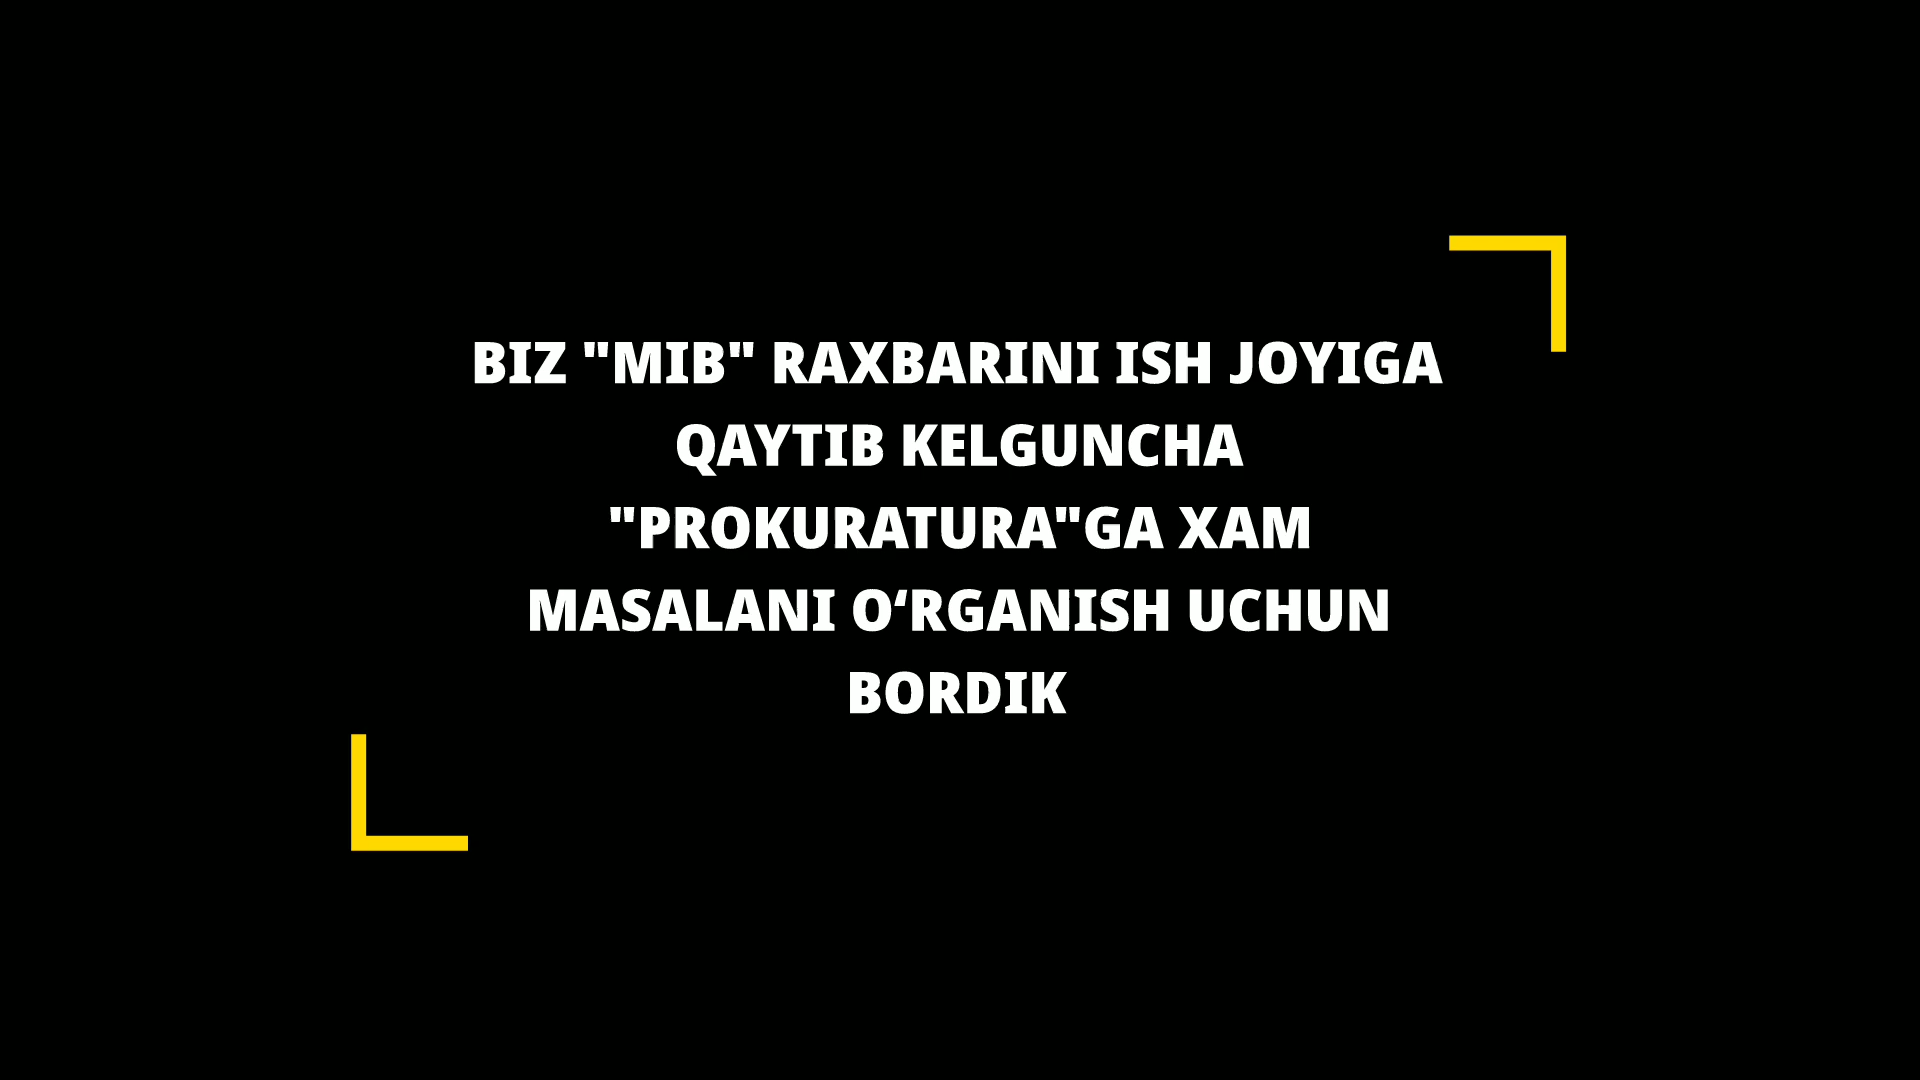 BIZ "MIB" RAXBARINI ISH JOYIGA
QAYTIB KELGUNCHA
"PROKURATURA"GA XAM
MASALANI O‘RGANISH UCHUN
BORDIK